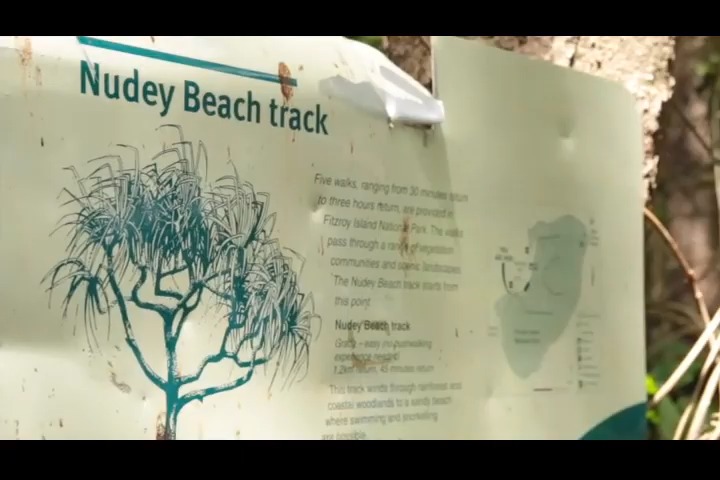 Nudey Beach track
Five walks, ranging from 30 minutes return
to three hours return, are provided in
Fitzroy Island National Park. The walks
pass through a range of vegetation
communities and scenic landscapes.
The Nudey Beach track starts from
this point.
Nudey Beach track
easy (no bushwalking
experience needed)
1.2km return, 45 minutes return
This track winds through rainforest and
coastal woodlands to a sandy beach
where swimming and snorkelling
are possible.